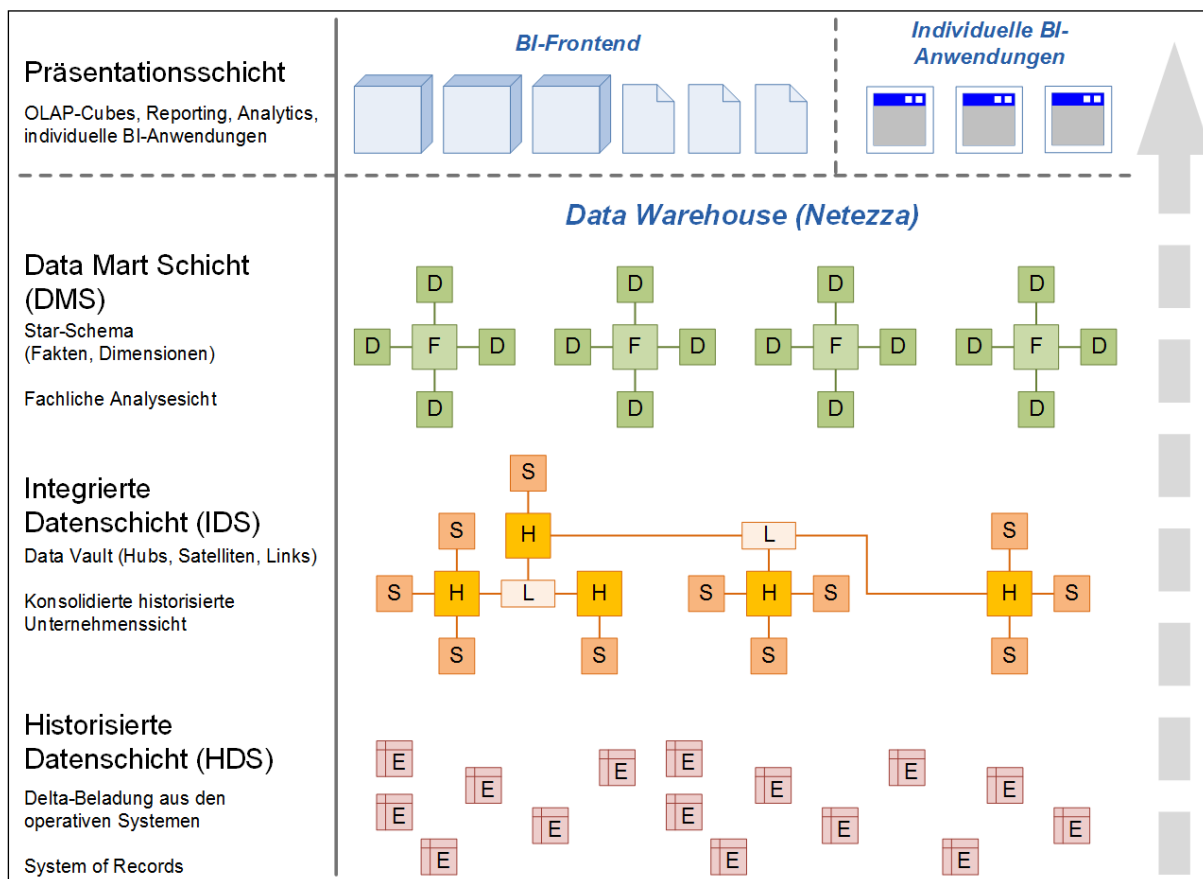 Präsentationsschicht
OLAP-Cubes, Reporting, Analytics,
individuelle BI-Anwendungen
BI-Frontend
Individuelle BI-
Anwendungen
Data Warehouse (Netezza)
Data Mart Schicht
(DMS)
Star-Schema
(Fakten, Dimensionen)
Fachliche Analysesicht
D D D D
D F D D F D D F D D F D
D D D D
Integrierte
Datenschicht (IDS)
Data Vault (Hubs, Satelliten, Links)
Konsolidierte historisierte
Unternehmenssicht
S
S H L S
S H L H S H S H S
S S S
Historisierte
Datenschicht (HDS)
Delta-Beladung aus den
operativen Systemen
System of Records
E E E E
E E E
E E E E E
E E E